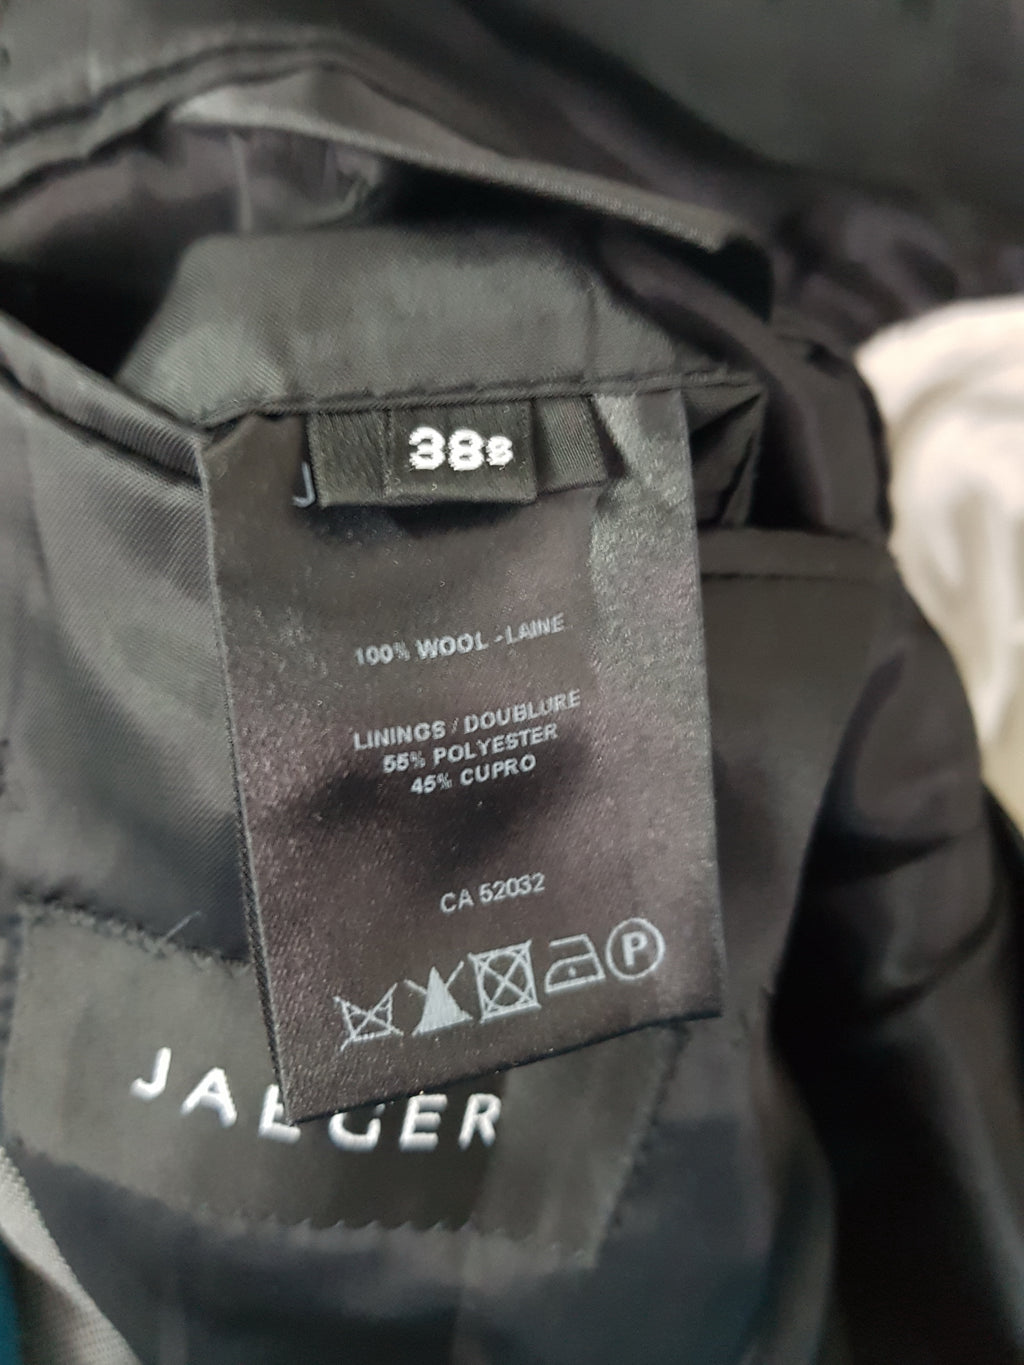 38s
J
100% WOOL - LAINE
LININGS / DOUBLURE
55% POLYESTER
45% CUPRO
CA 52032
P
JAEGER